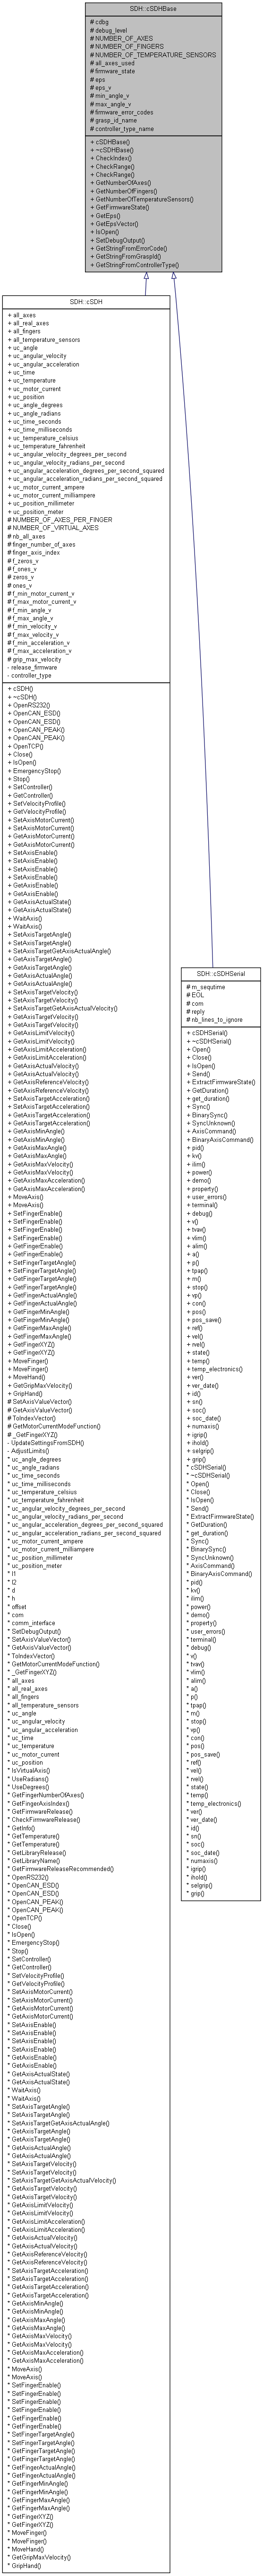 SDH::cSDHBase
# cdbg
# debug_level
# NUMBER_OF_AXES
# NUMBER_OF_FINGERS
# NUMBER_OF_TEMPERATURE_SENSORS
# all_axes_used
# firmware_state
# eps
# eps_v
# min_angle_v
# max_angle_v
# firmware_error_codes
# grasp_id_name
# controller_type_name
+ cSDHBase()
+ ~cSDHBase()
+ CheckIndex()
+ CheckRange()
+ CheckRange()
+ GetNumberOfAxes()
+ GetNumberOfFingers()
+ GetNumberOfTemperatureSensors()
+ GetFirmwareState()
+ GetEps()
+ GetEpsVector()
+ IsOpen()
+ SetDebugOutput()
+ GetStringFromErrorCode()
+ GetStringFromGraspId()
+ GetStringFromControllerType()
SDH::cSDH
+ all_axes
+ all_real_axes
+ all_fingers
+ all_temperature_sensors
+ uc_angle
+ uc_angular_velocity
+ uc_angular_acceleration
+ uc_time
+ uc_temperature
+ uc_motor_current
+ uc_position
+ uc_angle_degrees
+ uc_angle_radians
+ uc_time_seconds
+ uc_time_milliseconds
+ uc_temperature_celsius
+ uc_temperature_fahrenheit
+ uc_angular_velocity_degrees_per_second
+ uc_angular_velocity_radians_per_second
+ uc_angular_acceleration_degrees_per_second_squared
+ uc_angular_acceleration_radians_per_second_squared
+ uc_motor_current_ampere
+ uc_motor_current_milliampere
+ uc_position_millimeter
+ uc_position_meter
# NUMBER_OF_AXES_PER_FINGER
# NUMBER_OF_VIRTUAL_AXES
# nb_all_axes
# finger_number_of_axes
# finger_axis_index
# f_zeros_v
# f_ones_v
# zeros_v
# ones_v
# f_min_motor_current_v
# f_max_motor_current_v
# f_min_angle_v
# f_max_angle_v
# f_min_velocity_v
# f_max_velocity_v
# f_min_acceleration_v
# f_max_acceleration_v
# grip_max_velocity
- release_firmware
- controller_type
+ cSDH()
+ ~cSDH()
+ OpenRS232()
+ OpenCAN_ESD()
+ OpenCAN_ESD()
+ OpenCAN_PEAK()
+ OpenCAN_PEAK()
+ OpenTCP()
+ Close()
+ IsOpen()
+ EmergencyStop()
+ Stop()
+ SetController()
+ GetController()
+ SetVelocityProfile()
+ GetVelocityProfile()
+ SetAxisMotorCurrent()
+ SetAxisMotorCurrent()
+ GetAxisMotorCurrent()
+ GetAxisMotorCurrent()
+ SetAxisEnable()
+ SetAxisEnable()
+ SetAxisEnable()
+ SetAxisEnable()
+ GetAxisEnable()
+ GetAxisEnable()
+ GetAxisActualState()
+ GetAxisActualState()
+ WaitAxis()
+ WaitAxis()
+ SetAxisTargetAngle()
+ SetAxisTargetAngle()
+ SetAxisTargetGetAxisActualAngle()
+ GetAxisTargetAngle()
+ GetAxisTargetAngle()
+ GetAxisActualAngle()
+ GetAxisActualAngle()
+ SetAxisTargetVelocity()
+ SetAxisTargetVelocity()
+ SetAxisTargetGetAxisActualVelocity()
+ GetAxisTargetVelocity()
+ GetAxisTargetVelocity()
+ GetAxisLimitVelocity()
+ GetAxisLimitVelocity()
+ GetAxisLimitAcceleration()
+ GetAxisLimitAcceleration()
+ GetAxisActualVelocity()
+ GetAxisActualVelocity()
+ GetAxisReferenceVelocity()
+ GetAxisReferenceVelocity()
+ SetAxisTargetAcceleration()
+ SetAxisTargetAcceleration()
+ GetAxisTargetAcceleration()
+ GetAxisTargetAcceleration()
+ GetAxisMinAngle()
+ GetAxisMinAngle()
+ GetAxisMaxAngle()
+ GetAxisMaxAngle()
+ GetAxisMaxVelocity()
+ GetAxisMaxVelocity()
+ GetAxisMaxAcceleration()
+ GetAxisMaxAcceleration()
+ MoveAxis()
+ MoveAxis()
+ SetFingerEnable()
+ SetFingerEnable()
+ SetFingerEnable()
+ SetFingerEnable()
+ GetFingerEnable()
+ GetFingerEnable()
+ SetFingerTargetAngle()
+ SetFingerTargetAngle()
+ GetFingerTargetAngle()
+ GetFingerTargetAngle()
+ GetFingerActualAngle()
+ GetFingerActualAngle()
+ GetFingerMinAngle()
+ GetFingerMinAngle()
+ GetFingerMaxAngle()
+ GetFingerMaxAngle()
+ GetFingerXYZ()
+ GetFingerXYZ()
+ MoveFinger()
+ MoveFinger()
+ MoveHand()
+ GetGripMaxVelocity()
+ GripHand()
# SetAxisValueVector()
# GetAxisValueVector()
# ToIndexVector()
# GetMotorCurrentModeFunction()
# _GetFingerXYZ()
- UpdateSettingsFromSDH()
- AdjustLimits()
* uc_angle_degrees
* uc_angle_radians
* uc_time_seconds
* uc_time_milliseconds
* uc_temperature_celsius
* uc_temperature_fahrenheit
* uc_angular_velocity_degrees_per_second
* uc_angular_velocity_radians_per_second
* uc_angular_acceleration_degrees_per_second_squared
* uc_angular_acceleration_radians_per_second_squared
* uc_motor_current_ampere
* uc_motor_current_milliampere
* uc_position_millimeter
* uc_position_meter
* l1
* l2
* d
* h
* offset
* com
* comm_interface
* SetDebugOutput()
* SetAxisValueVector()
* GetAxisValueVector()
* ToIndexVector()
* GetMotorCurrentModeFunction()
* _GetFingerXYZ()
* all_axes
* all_real_axes
* all_fingers
* all_temperature_sensors
* uc_angle
* uc_angular_velocity
* uc_angular_acceleration
* uc_time
* uc_temperature
* uc_motor_current
* uc_position
* IsVirtualAxis()
* UseRadians()
* UseDegrees()
* GetFingerNumberOfAxes()
* GetFingerAxisIndex()
* GetFirmwareRelease()
* CheckFirmwareRelease()
* GetInfo()
* GetTemperature()
* GetTemperature()
* GetLibraryRelease()
* GetLibraryName()
* GetFirmwareReleaseRecommended()
* OpenRS232()
* OpenCAN_ESD()
* OpenCAN_ESD()
* OpenCAN_PEAK()
* OpenCAN_PEAK()
* OpenTCP()
* Close()
* IsOpen()
* EmergencyStop()
* Stop()
* SetController()
* GetController()
* SetVelocityProfile()
* GetVelocityProfile()
* SetAxisMotorCurrent()
* SetAxisMotorCurrent()
* GetAxisMotorCurrent()
* GetAxisMotorCurrent()
* SetAxisEnable()
* SetAxisEnable()
* SetAxisEnable()
* SetAxisEnable()
* GetAxisEnable()
* GetAxisEnable()
* GetAxisActualState()
* GetAxisActualState()
* WaitAxis()
* WaitAxis()
* SetAxisTargetAngle()
* SetAxisTargetAngle()
* SetAxisTargetGetAxisActualAngle()
* GetAxisTargetAngle()
* GetAxisTargetAngle()
* GetAxisActualAngle()
* GetAxisActualAngle()
* SetAxisTargetVelocity()
* SetAxisTargetVelocity()
* SetAxisTargetGetAxisActualVelocity()
* GetAxisTargetVelocity()
* GetAxisTargetVelocity()
* GetAxisLimitVelocity()
* GetAxisLimitVelocity()
* GetAxisLimitAcceleration()
* GetAxisLimitAcceleration()
* GetAxisActualVelocity()
* GetAxisActualVelocity()
* GetAxisReferenceVelocity()
* GetAxisReferenceVelocity()
* SetAxisTargetAcceleration()
* SetAxisTargetAcceleration()
* GetAxisTargetAcceleration()
* GetAxisTargetAcceleration()
* GetAxisMinAngle()
* GetAxisMinAngle()
* GetAxisMaxAngle()
* GetAxisMaxAngle()
* GetAxisMaxVelocity()
* GetAxisMaxVelocity()
* GetAxisMaxAcceleration()
* GetAxisMaxAcceleration()
* MoveAxis()
* MoveAxis()
* SetFingerEnable()
* SetFingerEnable()
* SetFingerEnable()
* SetFingerEnable()
* GetFingerEnable()
* GetFingerEnable()
* SetFingerTargetAngle()
* SetFingerTargetAngle()
* GetFingerTargetAngle()
* GetFingerTargetAngle()
* GetFingerActualAngle()
* GetFingerActualAngle()
* GetFingerMinAngle()
* GetFingerMinAngle()
* GetFingerMaxAngle()
* GetFingerMaxAngle()
* GetFingerXYZ()
* GetFingerXYZ()
* MoveFinger()
* MoveFinger()
* MoveHand()
* GetGripMaxVelocity()
* GripHand()
SDH::cSDHSerial
# m_sequtime
# EOL
# com
# reply
# nb_lines_to_ignore
+ cSDHSerial()
+ ~cSDHSerial()
+ Open()
+ Close()
+ IsOpen()
+ Send()
+ ExtractFirmwareState()
+ GetDuration()
+ get_duration()
+ Sync()
+ BinarySync()
+ SyncUnknown()
+ AxisCommand()
+ BinaryAxisCommand()
+ pid()
+ kv()
+ ilim()
+ power()
+ demo()
+ property()
+ user_errors()
+ terminal()
+ debug()
+ v()
+ tvav()
+ vlim()
+ alim()
+ a()
+ p()
+ tpap()
+ m()
+ stop()
+ vp()
+ con()
+ pos()
+ pos_save()
+ ref()
+ vel()
+ rvel()
+ state()
+ temp()
+ temp_electronics()
+ ver()
+ ver_date()
+ id()
+ sn()
+ soc()
+ soc_date()
+ numaxis()
+ igrip()
+ ihold()
+ selgrip()
+ grip()
* cSDHSerial()
* ~cSDHSerial()
* Open()
* Close()
* IsOpen()
* Send()
* ExtractFirmwareState()
* GetDuration()
* get_duration()
* Sync()
* BinarySync()
* SyncUnknown()
* AxisCommand()
* BinaryAxisCommand()
* pid()
* kv()
* ilim()
* power()
* demo()
* property()
* user_errors()
* terminal()
* debug()
* v()
* tvav()
* vlim()
* alim()
* a()
* p()
* tpap()
* m()
* stop()
* vp()
* con()
* pos()
* pos_save()
* ref()
* vel()
* rvel()
* state()
* temp()
* temp_electronics()
* ver()
* ver_date()
* id()
* sn()
* soc()
* soc_date()
* numaxis()
* igrip()
* ihold()
* selgrip()
* grip()